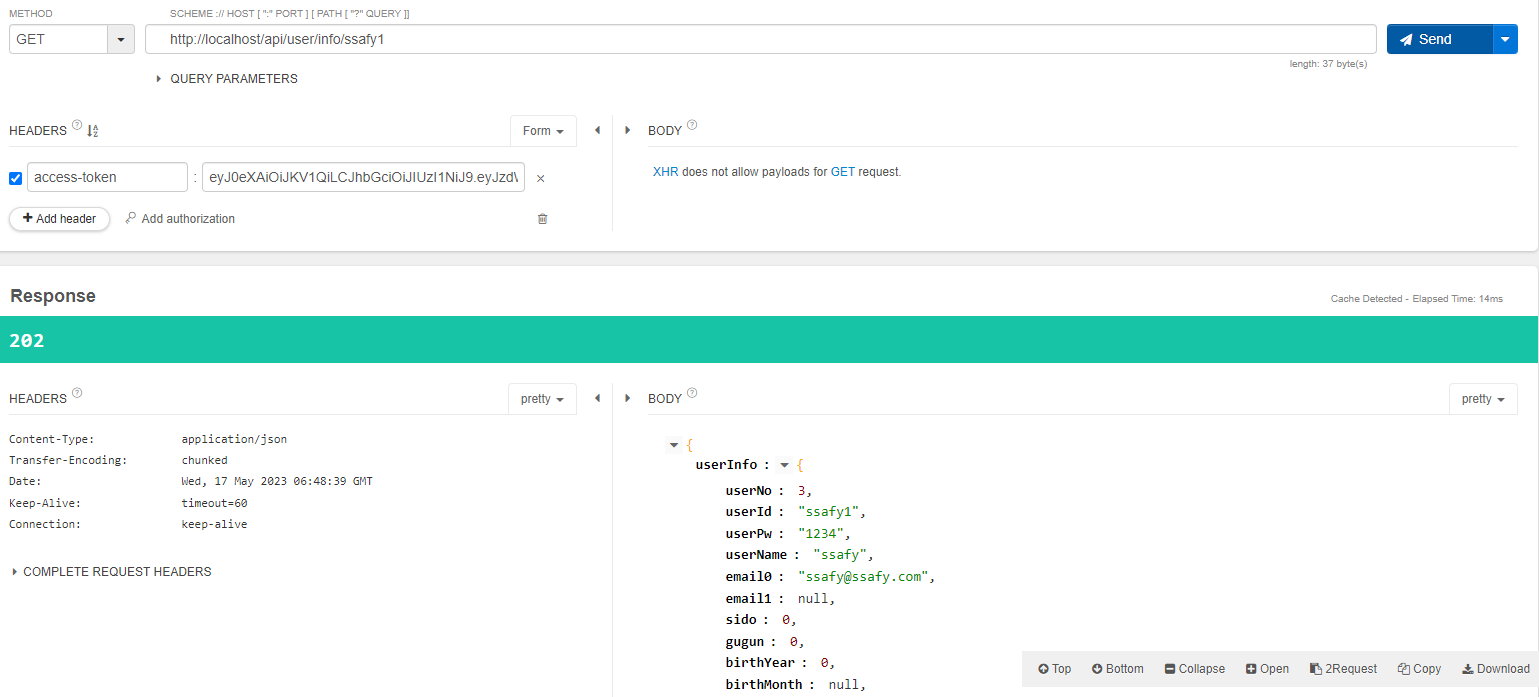 METHOD SCHEME :// HOST [ ":" PORT ] [ PATH [ "?" QUERY ]]
GET http://localhost/api/user/info/ssafy1 Send
length: 37 byte(s)
QUERY PARAMETERS
HEADERS ? Form BODY ?
access-token : eyJ0eXAiOiJKV1QiLCJhbGciOiJIUzI1NiJ9.eyJzdV ×
XHR does not allow payloads for GET request.
+ Add header Add authorization
Response
Cache Detected - Elapsed Time: 14ms
202
HEADERS ? pretty BODY ? pretty
Content-Type: application/json
Transfer-Encoding: chunked
Date: Wed, 17 May 2023 06:48:39 GMT
Keep-Alive: timeout=60
Connection: keep-alive
COMPLETE REQUEST HEADERS
{
userInfo : {
userNo : 3,
userId : "ssafy1",
userPw : "1234",
userName : "ssafy",
email0 : "ssafy@ssafy.com",
email1 : null,
sido : 0,
gugun : 0,
birthYear : 0,
birthMonth : null,
Top Bottom Collapse Open 2Request Copy Download